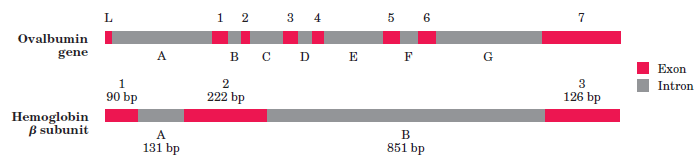 L 1 2 3 4 5 6 7
Ovalbumin
gene
A B C D E F G
Exon
Intron
1 2 3
90 bp 222 bp 126 bp
Hemoglobin
β subunit
A B
131 bp 851 bp